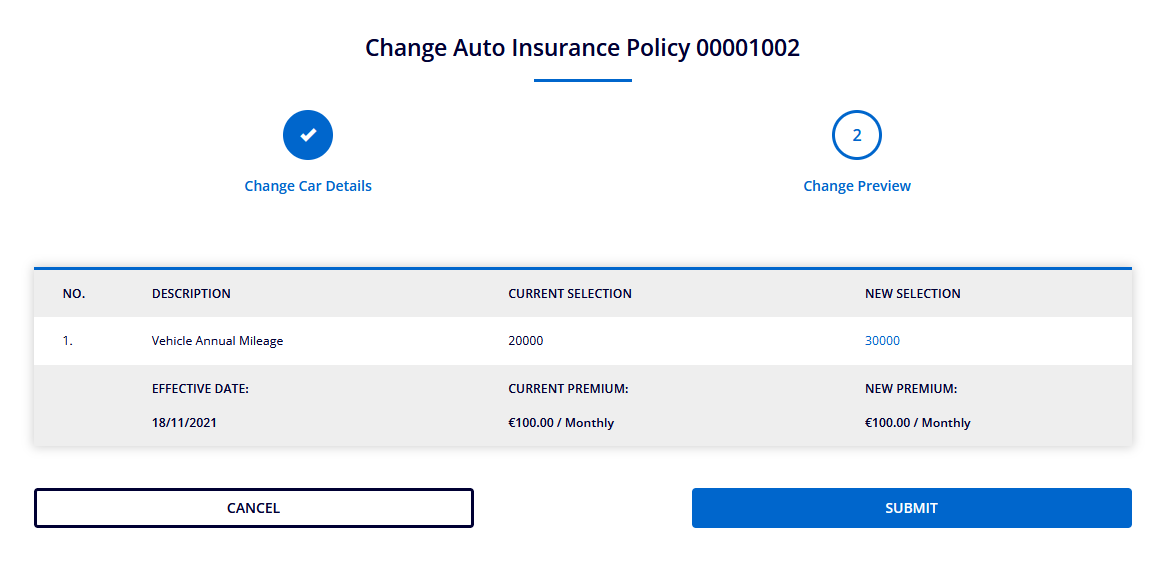 Change Auto Insurance Policy 00001002
2
Change Car Details Change Preview
NO. DESCRIPTION CURRENT SELECTION NEW SELECTION
1. Vehicle Annual Mileage 20000 30000
EFFECTIVE DATE: CURRENT PREMIUM: NEW PREMIUM:
18/11/2021 €100.00 / Monthly €100.00 / Monthly
CANCEL SUBMIT